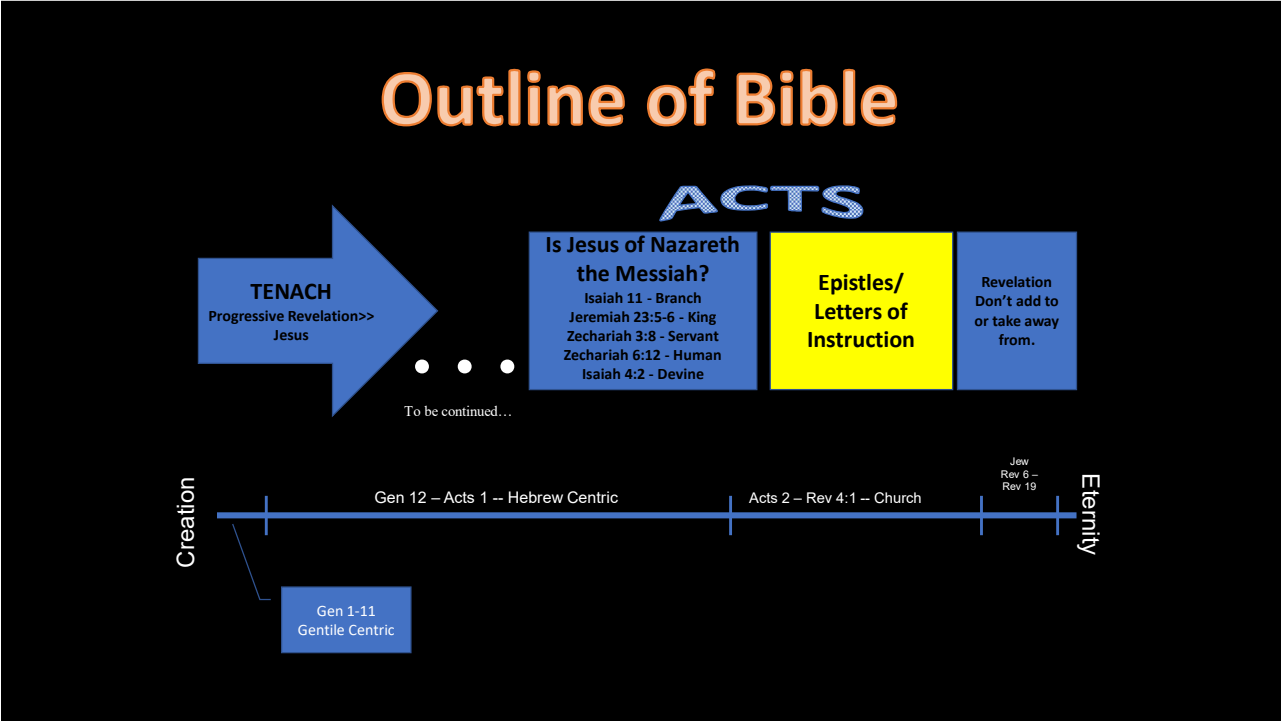 Outline of Bible
ACTS
TENACH
Progressive Revelation>>
Jesus
To be continued…
Is Jesus of Nazareth
the Messiah?
Isaiah 11 - Branch
Jeremiah 23:5-6 - King
Zechariah 3:8 - Servant
Zechariah 6:12 - Human
Isaiah 4:2 - Devine
Epistles/
Letters of
Instruction
Revelation
Don’t add to
or take away
from.
Creation
Gen 12 – Acts 1 -- Hebrew Centric
Acts 2 – Rev 4:1 -- Church
Jew
Rev 6 –
Rev 19
Eternity
Gen 1-11
Gentile Centric